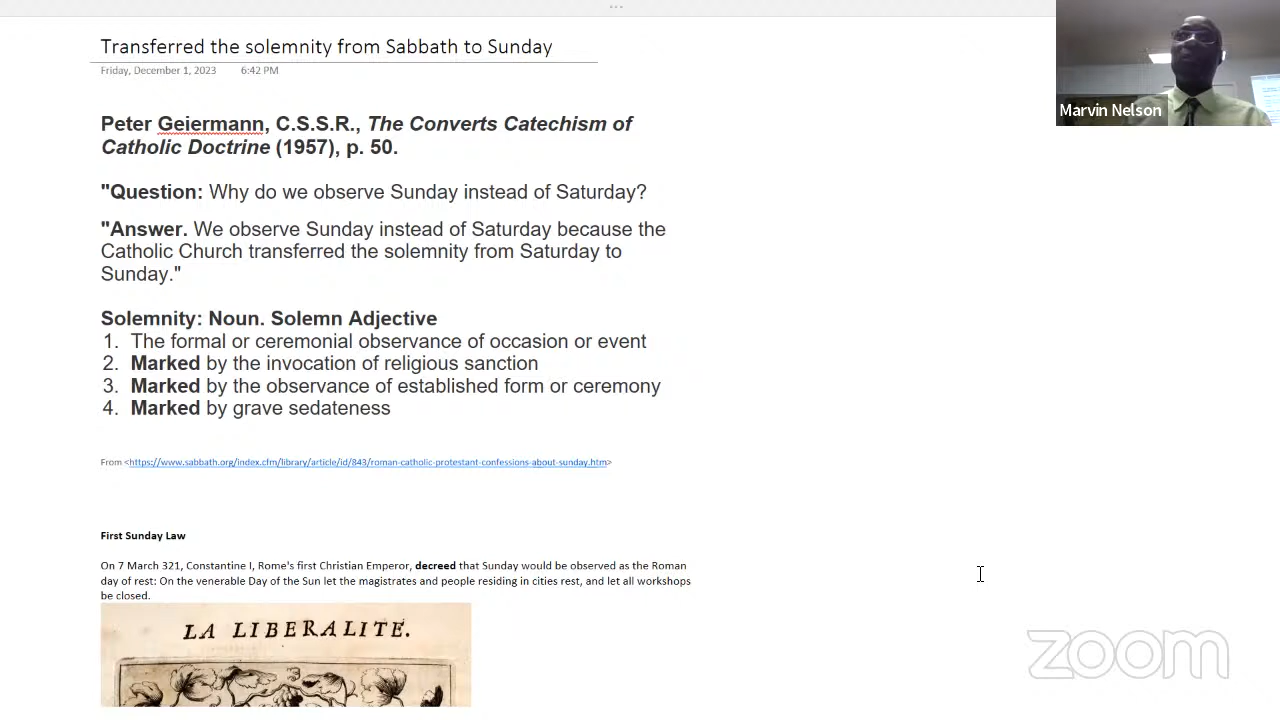 Transferred the solemnity from Sabbath to Sunday
Friday, December 1, 2023 6:42 PM
Marvin Nelson
Peter Geiermann, C.S.S.R., The Converts Catechism of
Catholic Doctrine (1957), p. 50.
"Question: Why do we observe Sunday instead of Saturday?
"Answer. We observe Sunday instead of Saturday because the
Catholic Church transferred the solemnity from Saturday to
Sunday."
Solemnity: Noun. Solemn Adjective
1. The formal or ceremonial observance of occasion or event
2. Marked by the invocation of religious sanction
3. Marked by the observance of established form or ceremony
4. Marked by grave sedateness
From <https://www.sabbath.org/index.cfm/library/article/id/843/roman-catholic-protestant-confessions-about-sunday.htm>
First Sunday Law
On 7 March 321, Constantine I, Rome's first Christian Emperor, decreed that Sunday would be observed as the Roman
day of rest: On the venerable Day of the Sun let the magistrates and people residing in cities rest, and let all workshops
be closed.
LA LIBERALITE.
zoom